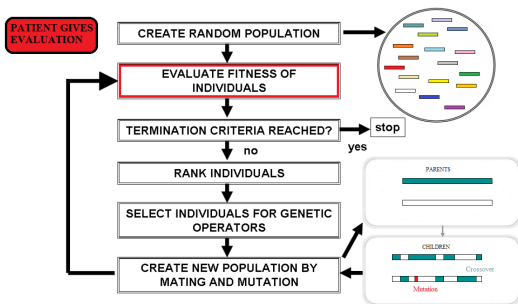 PATIENT GIVES
EVALUATION
CREATE RANDOM POPULATION
EVALUATE FITNESS OF
INDIVIDUALS
TERMINATION CRITERIA REACHED?
stop
no
yes
RANK INDIVIDUALS
SELECT INDIVIDUALS FOR GENETIC
OPERATORS
CREATE NEW POPULATION BY
MATING AND MUTATION
PARENTS
CHILDREN
Crossover
Mutation